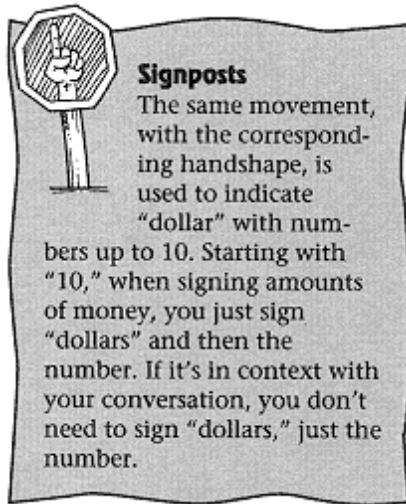 Signposts
The same movement,
with the correspond-
ing handshape, is
used to indicate
“dollar” with num-
bers up to 10. Starting with
“10,” when signing amounts
of money, you just sign
“dollars” and then the
number. If it’s in context with
your conversation, you don’t
need to sign “dollars,” just the
number.